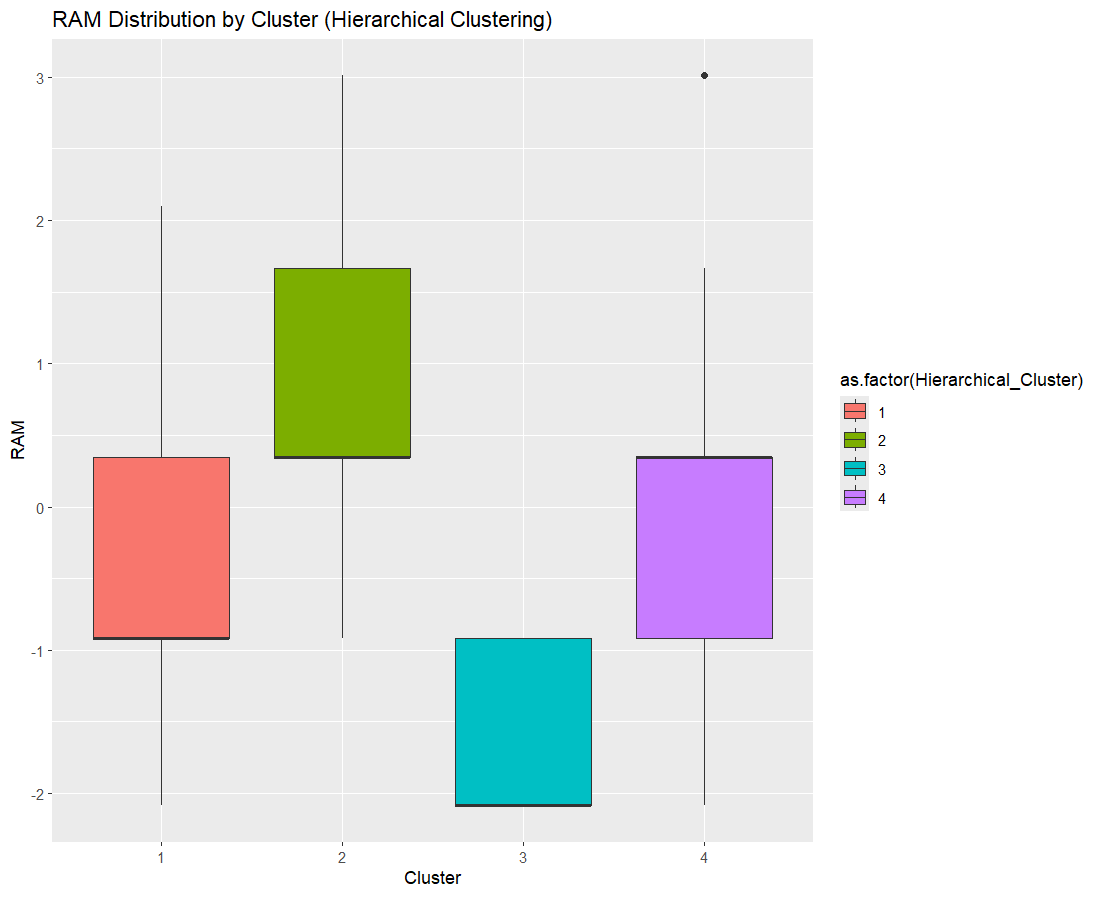 RAM Distribution by Cluster (Hierarchical Clustering)
3
2
1
0
-1
-2
RAM
1 2 3 4
Cluster
as.factor(Hierarchical_Cluster)
1
2
3
4